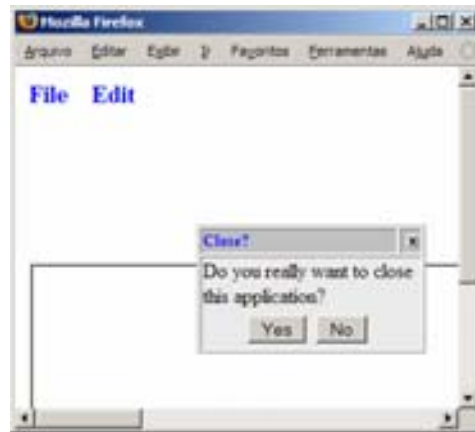 Mozilla Firefox
Arquivo Editar Exibir Favoritos Ferramentas Ajuda
File Edit
Close? x
Do you really want to close
this application?
Yes No